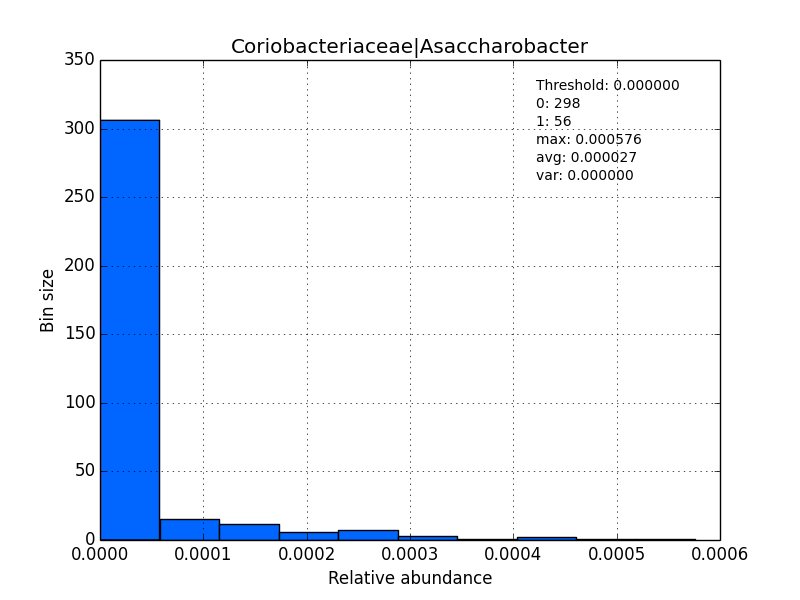 Coriobacteriaceae|Asaccharobacter
350
300
250
200
150
100
50
0
Bin size
Threshold: 0.000000
0: 298
1: 56
max: 0.000576
avg: 0.000027
var: 0.000000
0.0000 0.0001 0.0002 0.0003 0.0004 0.0005 0.0006
Relative abundance